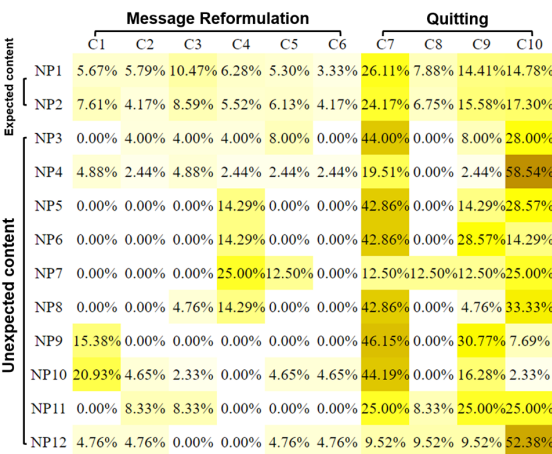 Message Reformulation Quitting
C1 C2 C3 C4 C5 C6 C7 C8 C9 C10
Expected content
NP1 5.67% 5.79% 10.47% 6.28% 5.30% 3.33% 26.11% 7.88% 14.41% 14.78%
NP2 7.61% 4.17% 8.59% 5.52% 6.13% 4.17% 24.17% 6.75% 15.58% 17.30%
Unexpected content
NP3 0.00% 4.00% 4.00% 4.00% 8.00% 0.00% 44.00% 0.00% 8.00% 28.00%
NP4 4.88% 2.44% 4.88% 2.44% 2.44% 2.44% 19.51% 0.00% 2.44% 58.54%
NP5 0.00% 0.00% 0.00% 14.29% 0.00% 0.00% 42.86% 0.00% 14.29% 28.57%
NP6 0.00% 0.00% 0.00% 14.29% 0.00% 0.00% 42.86% 0.00% 28.57% 14.29%
NP7 0.00% 0.00% 0.00% 25.00% 12.50% 0.00% 12.50% 12.50% 12.50% 25.00%
NP8 0.00% 0.00% 4.76% 14.29% 0.00% 0.00% 42.86% 0.00% 4.76% 33.33%
NP9 15.38% 0.00% 0.00% 0.00% 0.00% 0.00% 46.15% 0.00% 30.77% 7.69%
NP10 20.93% 4.65% 2.33% 0.00% 4.65% 4.65% 44.19% 0.00% 16.28% 2.33%
NP11 0.00% 8.33% 8.33% 0.00% 0.00% 0.00% 25.00% 8.33% 25.00% 25.00%
NP12 4.76% 4.76% 0.00% 0.00% 4.76% 4.76% 9.52% 9.52% 9.52% 52.38%